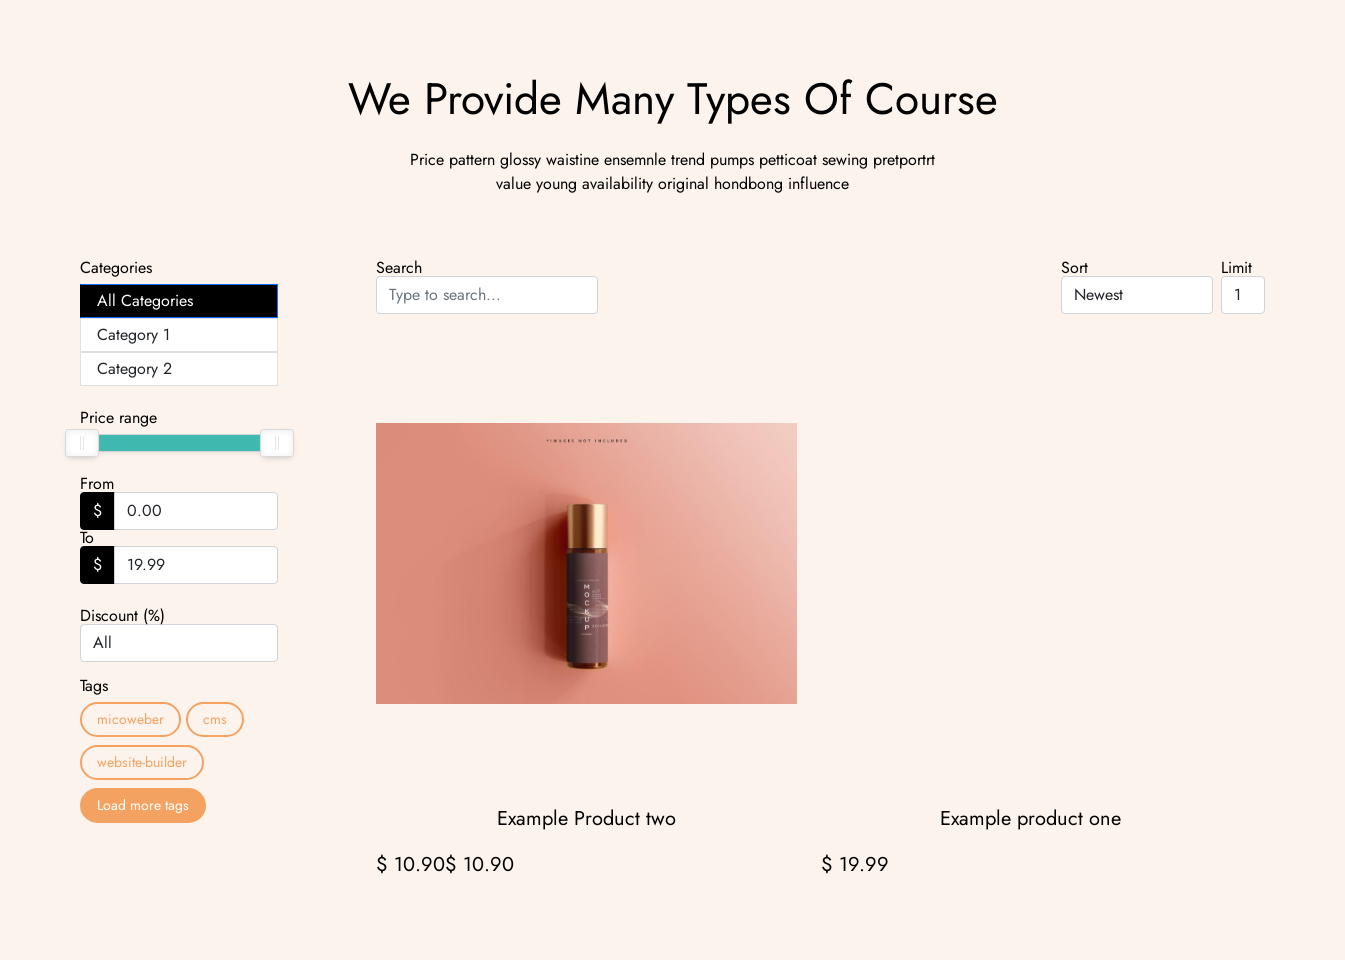 We Provide Many Types Of Course
Price pattern glossy waistine ensemnle trend pumps petticoat sewing pretportrt
value young availability original hondbong influence
Categories
All Categories
Category 1
Category 2
Price range
From
$ 0.00
To
$ 19.99
Discount (%)
All
Tags
micoweber cms
website-builder
Load more tags
Search
Type to search...
Sort
Newest
Limit
1
*IMAGES NOT INCLUDED
MOCKUP
Example Product two
$ 10.90$ 10.90
Example product one
$ 19.99